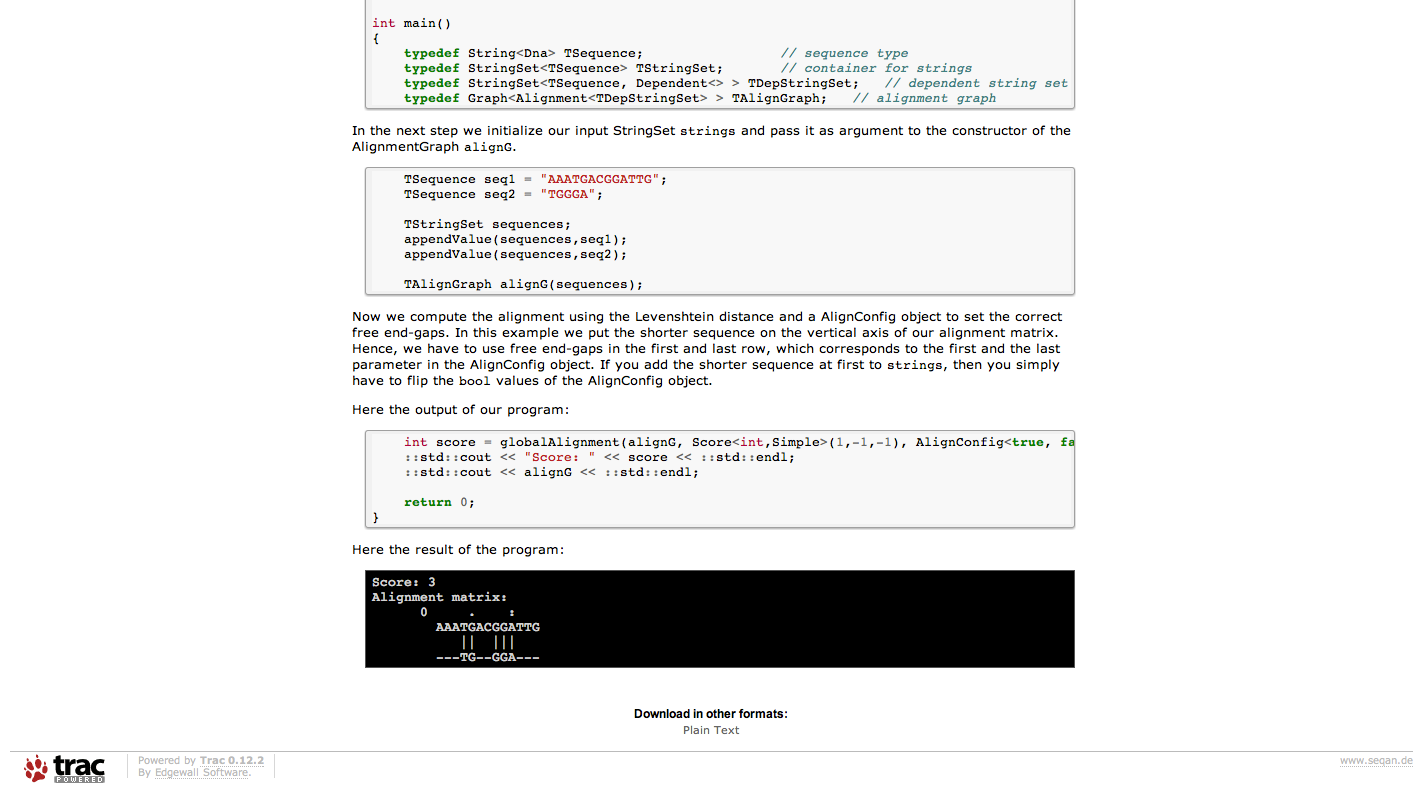 int main()
{
    typedef String<Dna> TSequence;                 // sequence type
    typedef StringSet<TSequence> TStringSet;       // container for strings
    typedef StringSet<TSequence, Dependent<> > TDepStringSet;   // dependent string set
    typedef Graph<Alignment<TDepStringSet> > TAlignGraph;   // alignment graph
In the next step we initialize our input StringSet strings and pass it as argument to the constructor of the
AlignmentGraph alignG.
    TSequence seq1 = "AAATGACGGATTG";
    TSequence seq2 = "TGGGA";
    TStringSet sequences;
    appendValue(sequences,seq1);
    appendValue(sequences,seq2);
    TAlignGraph alignG(sequences);
Now we compute the alignment using the Levenshtein distance and a AlignConfig object to set the correct
free end-gaps. In this example we put the shorter sequence on the vertical axis of our alignment matrix.
Hence, we have to use free end-gaps in the first and last row, which corresponds to the first and the last
parameter in the AlignConfig object. If you add the shorter sequence at first to strings, then you simply
have to flip the bool values of the AlignConfig object.
Here the output of our program:
    int score = globalAlignment(alignG, Score<int,Simple>(1,-1,-1), AlignConfig<true, fa
    ::std::cout << "Score: " << score << ::std::endl;
    ::std::cout << alignG << ::std::endl;
    return 0;
}
Here the result of the program:
Score: 3
Alignment matrix:
      0     .    :
        AAATGACGGATTG
           ||  |||
        ---TG--GGA---
Download in other formats:
Plain Text
trac POWERED
Powered by Trac 0.12.2
By Edgewall Software.
www.seqan.de